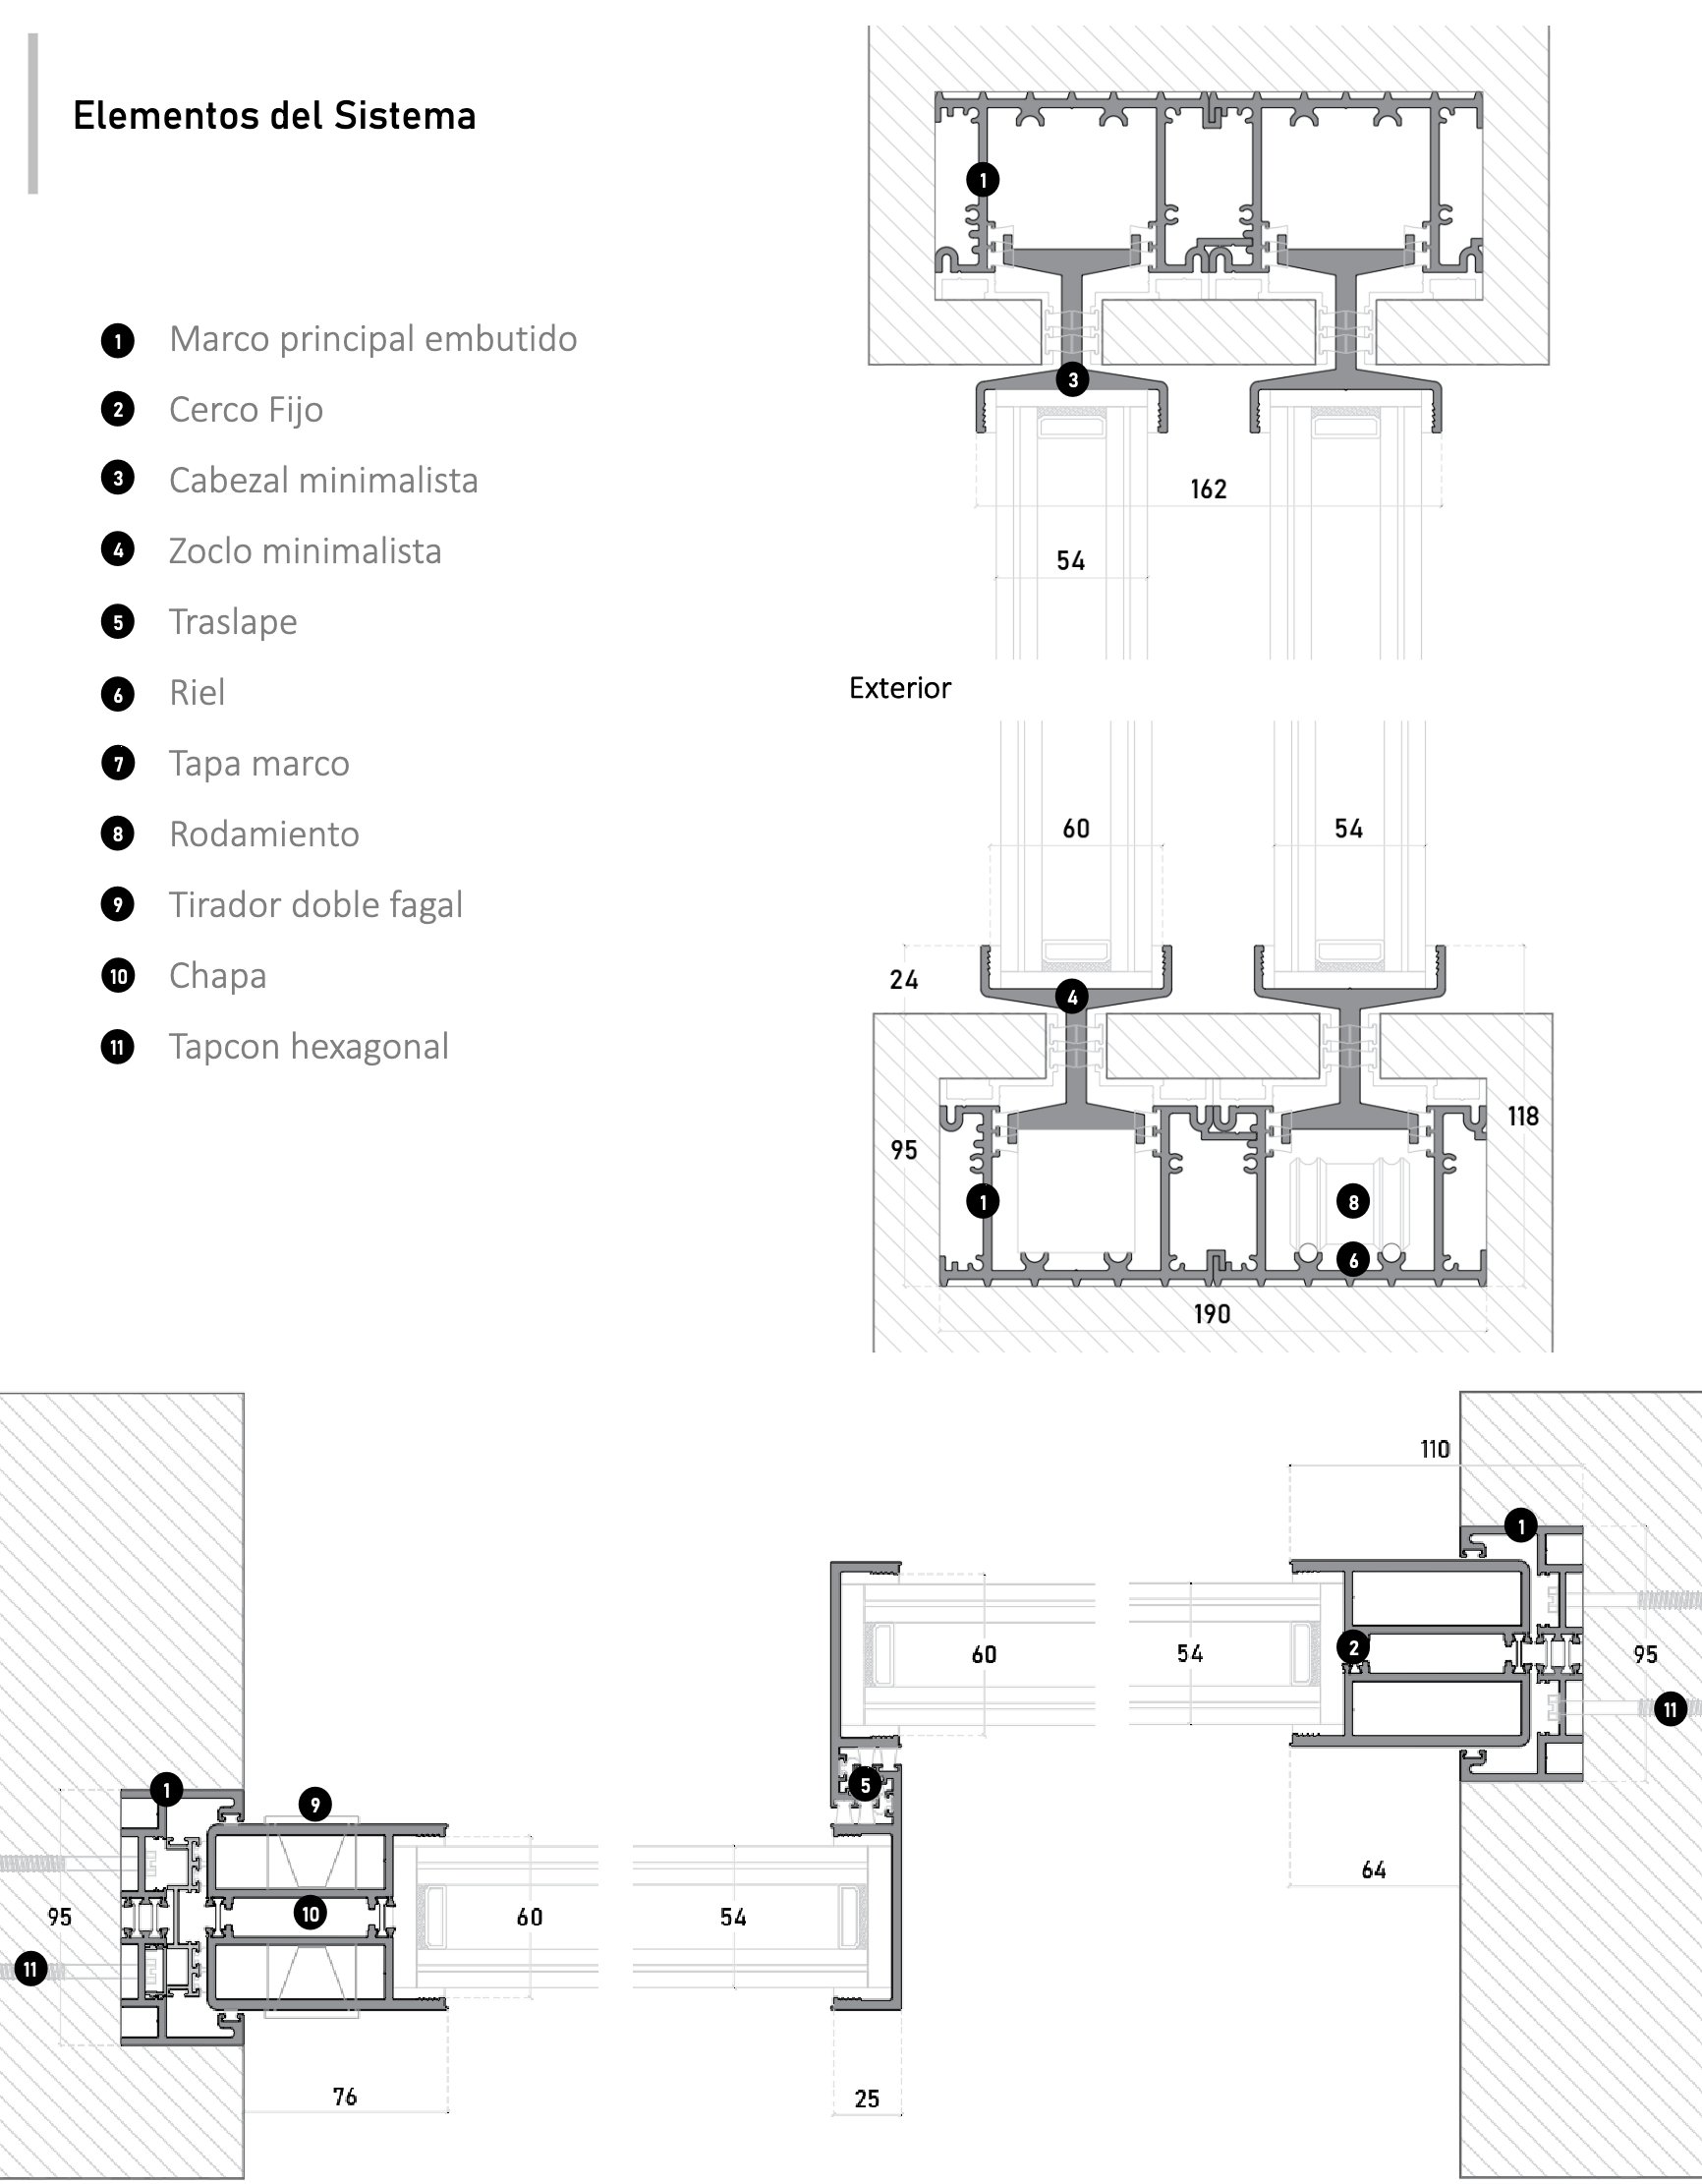 Elementos del Sistema
1 Marco principal embutido
2 Cerco Fijo
3 Cabezal minimalista
4 Zoclo minimalista
5 Traslape
6 Riel
7 Tapa marco
8 Rodamiento
9 Tirador doble fagal
10 Chapa
11 Tapcon hexagonal
1
3
162
54
Exterior
60 54
24
4
118
95
1 8
6
190
110
1
60 54 2 95
11
1
5
9
64
95 10 60 54
11
76 25